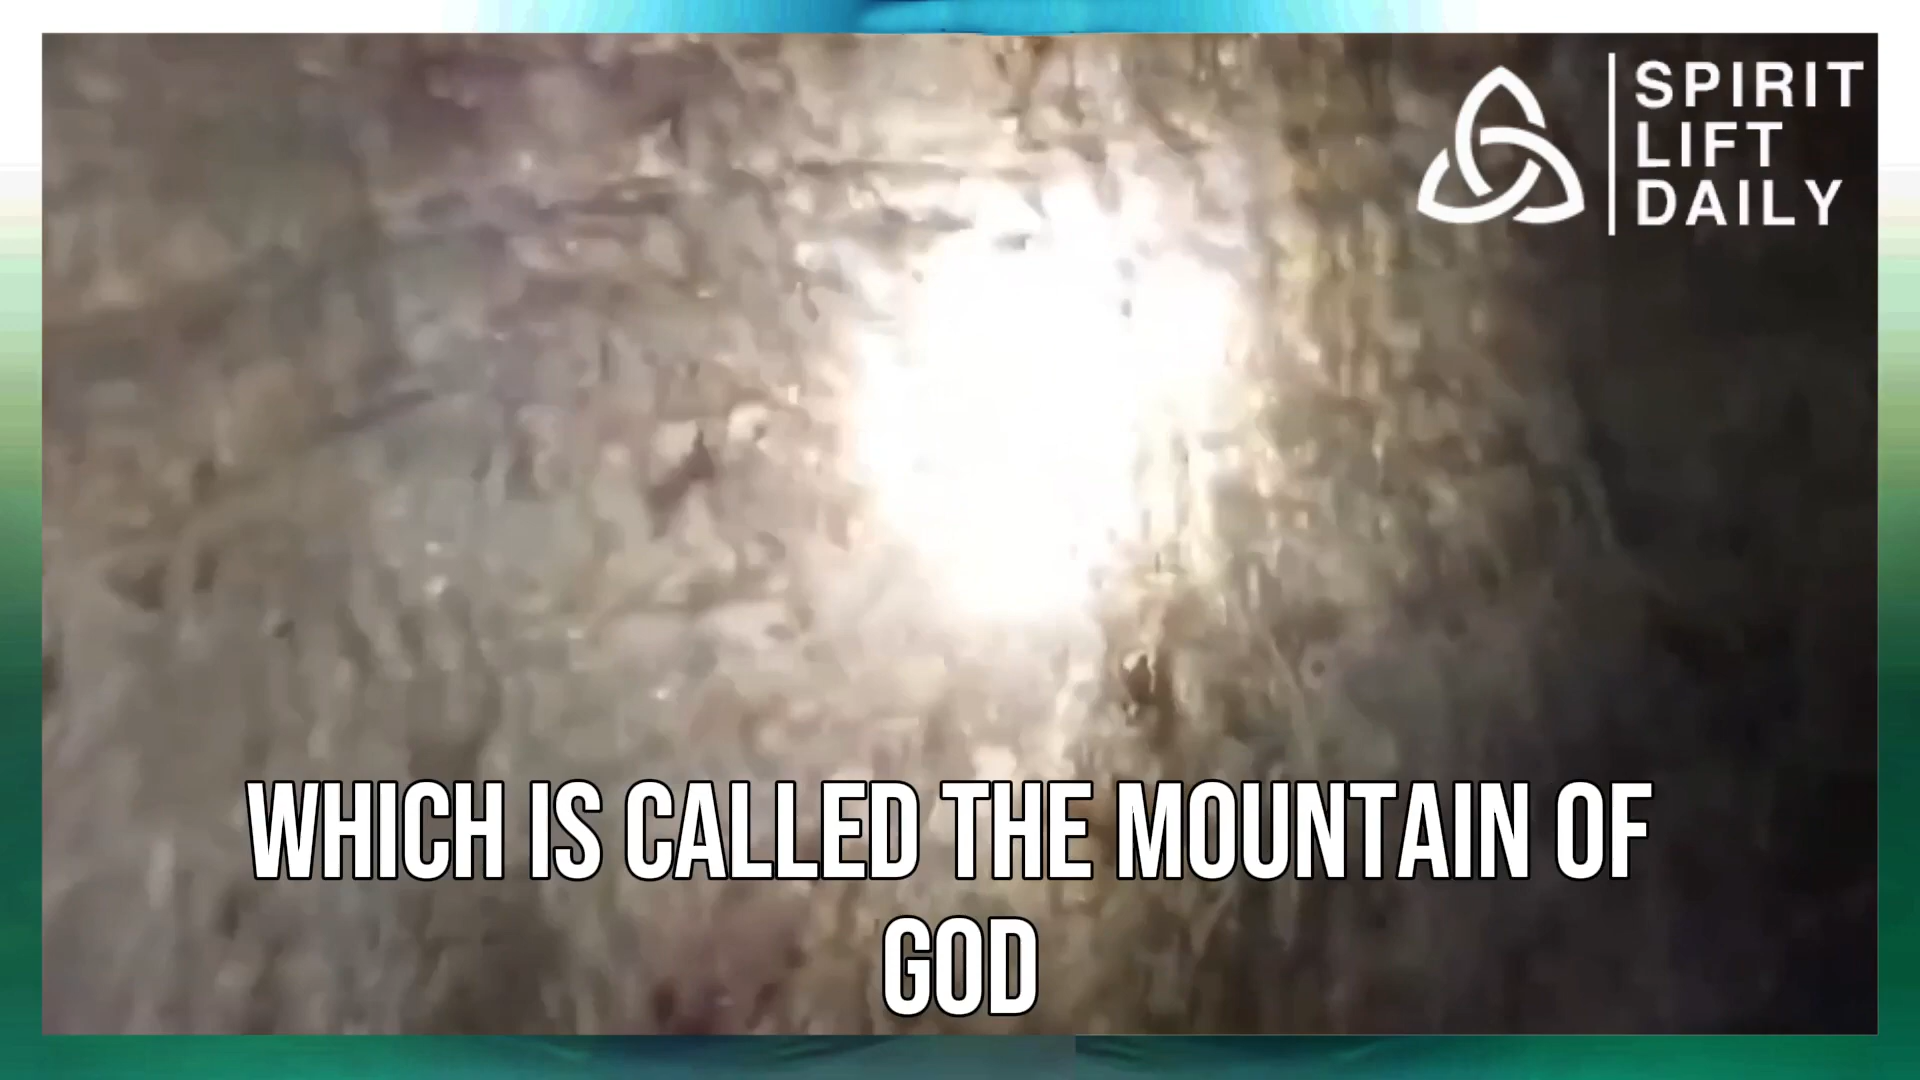 SPIRIT
LIFT
DAILY
WHICH IS CALLED THE MOUNTAIN OF
GOD